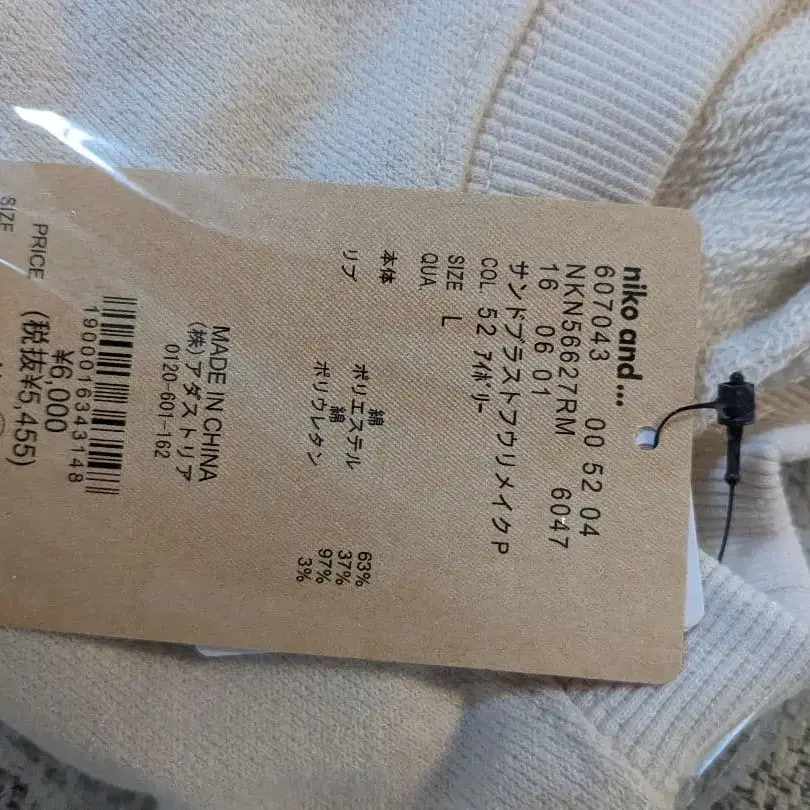 niko and...
607043 00 52 04
NKN56627RM 6047
16 06 01
サンドブラストフウリメイクP
COL 52 アイボリー
SIZE L
QUA
本体 綿 63%
ポリエステル 37%
リブ 綿 97%
ポリウレタン 3%
MADE IN CHINA
(株)アダストリア
0120-601-162
1900016343148
PRICE ¥6,000
(税抜¥5,455)
SIZE